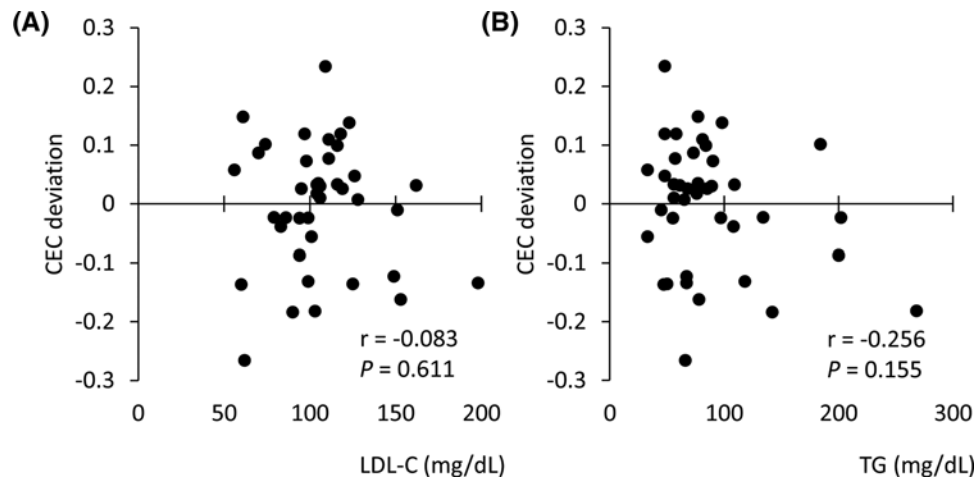 (A)
CEC deviation
0.3
0.2
0.1
0
-0.1
-0.2
-0.3
0
50
100
150
200
r = -0.083
P = 0.611
LDL-C (mg/dL)
(B)
CEC deviation
0.3
0.2
0.1
0
-0.1
-0.2
-0.3
0
100
200
300
r = -0.256
P = 0.155
TG (mg/dL)